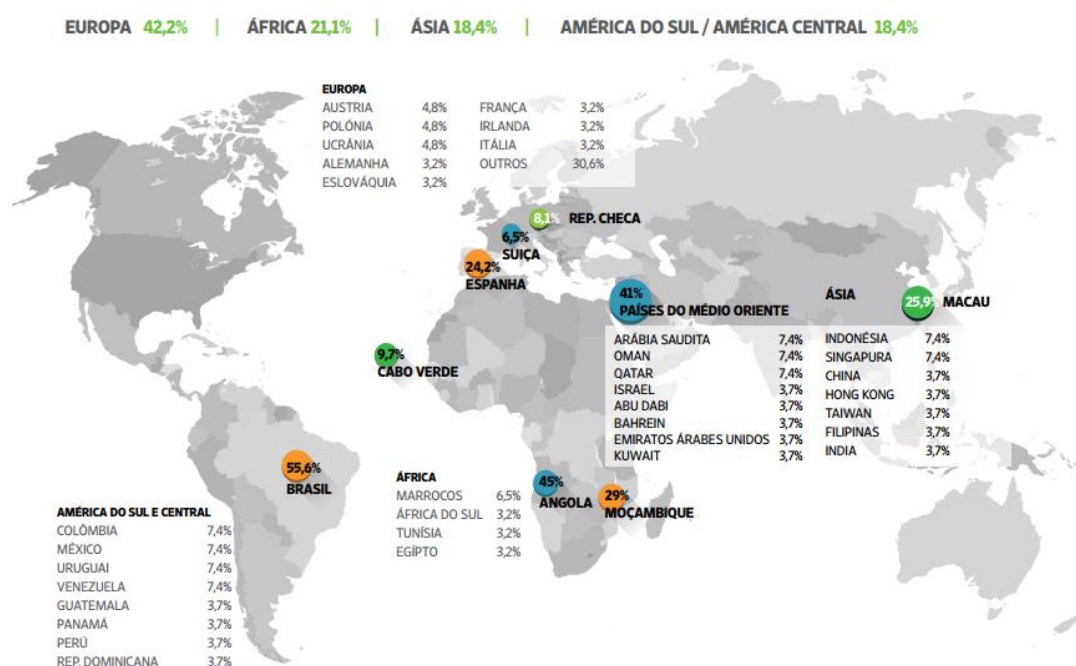 EUROPA 42,2% | ÁFRICA 21,1% | ÁSIA 18,4% | AMÉRICA DO SUL / AMÉRICA CENTRAL 18,4%
EUROPA
AUSTRIA 4,8% FRANÇA 3,2%
POLÓNIA 4,8% IRLANDA 3,2%
UCRÂNIA 4,8% ITÁLIA 3,2%
ALEMANHA 3,2% OUTROS 30,6%
ESLOVÁQUIA 3,2%
8,1% REP. CHECA
6,5%
SUIÇA
24,2%
ESPANHA
41%
PAÍSES DO MÉDIO ORIENTE
ARÁBIA SAUDITA 7,4%
OMAN 7,4%
QATAR 7,4%
ISRAEL 3,7%
ABU DABI 3,7%
BAHREIN 3,7%
EMIRATOS ÁRABES UNIDOS 3,7%
KUWAIT 3,7%
ÁSIA
25,9% MACAU
INDONÉSIA 7,4%
SINGAPURA 7,4%
CHINA 3,7%
HONG KONG 3,7%
TAIWAN 3,7%
FILIPINAS 3,7%
INDIA 3,7%
9,7%
CABO VERDE
55,6%
BRASIL
ÁFRICA
MARROCOS 6,5%
ÁFRICA DO SUL 3,2%
TUNÍSIA 3,2%
EGÍPTO 3,2%
45%
ANGOLA
29%
MOÇAMBIQUE
AMÉRICA DO SUL E CENTRAL
COLÔMBIA 7,4%
MÉXICO 7,4%
URUGUAI 7,4%
VENEZUELA 7,4%
GUATEMALA 3,7%
PANAMÁ 3,7%
PERÚ 3,7%
REP. DOMINICANA 3,7%